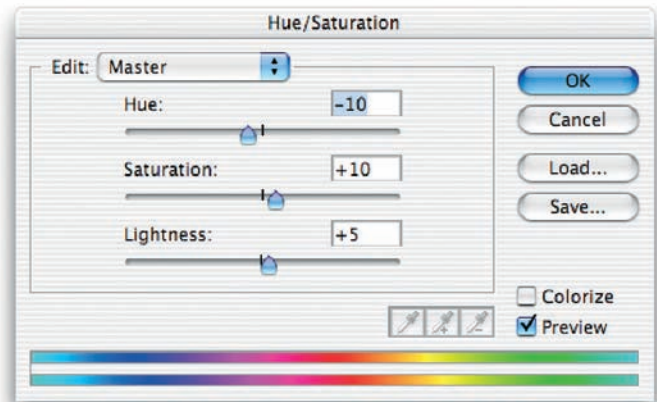 Hue/Saturation
Edit: Master
Hue: -10
Saturation: +10
Lightness: +5
OK
Cancel
Load...
Save...
Colorize
Preview